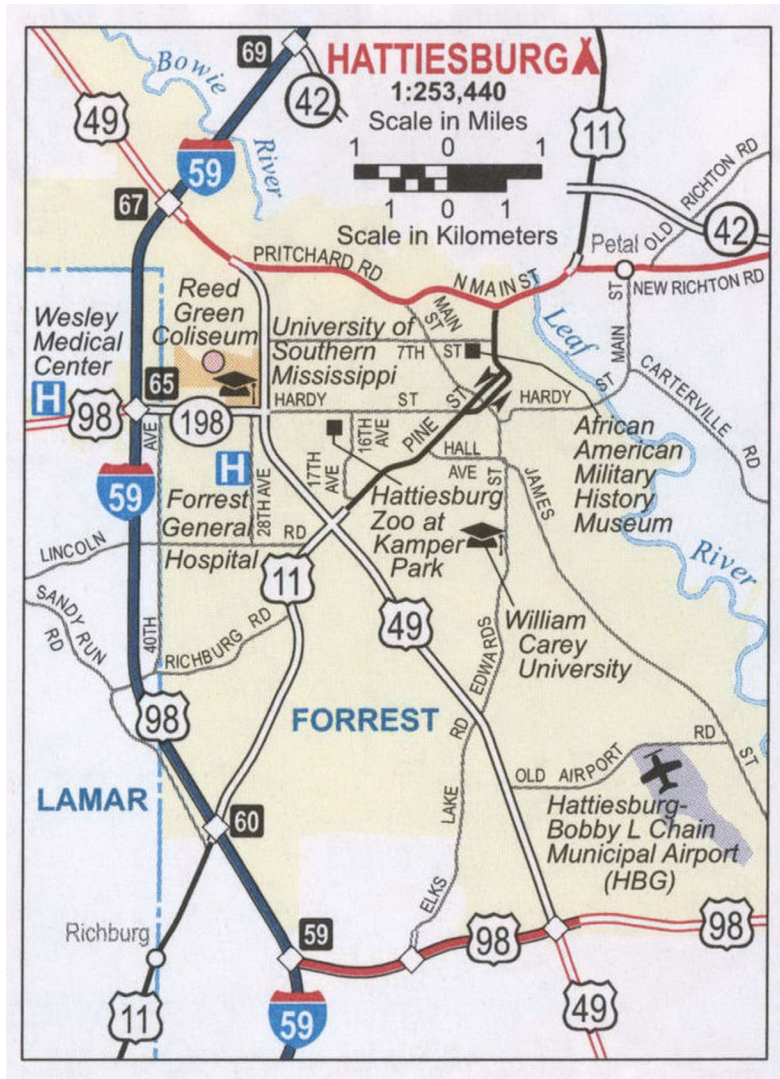 69
HATTIESBURG
1:253,440
Scale in Miles
1 0 1
1 0 1
Scale in Kilometers
Bowie
River
42
49
59
11
67
PRITCHARD RD
N MAIN ST
Petal
OLD RICHTON RD
42
NEW RICHTON RD
Reed
Green
Coliseum
Wesley
Medical
Center
H
98
65
198
University of
Southern
Mississippi
MAIN ST
7TH ST
Leaf
River
MAIN ST
CARTERVILLE RD
HARDY ST
HARDY ST
AVE
28TH AVE
17TH AVE
16TH AVE
PINE ST
HALL AVE
ST
JAMES
African
American
Military
History
Museum
59
H
Forrest
General
Hospital
Hattiesburg
Zoo at
Kamper
Park
LINCOLN RD
SANDY RUN RD
40TH
RICHBURG RD
11
49
William
Carey
University
EDWARDS
98
FORREST
LAMAR
RD
LAKE
ELKS
OLD AIRPORT RD
ST
Hattiesburg-
Bobby L Chain
Municipal Airport
(HBG)
60
Richburg
59
98
98
11
59
49